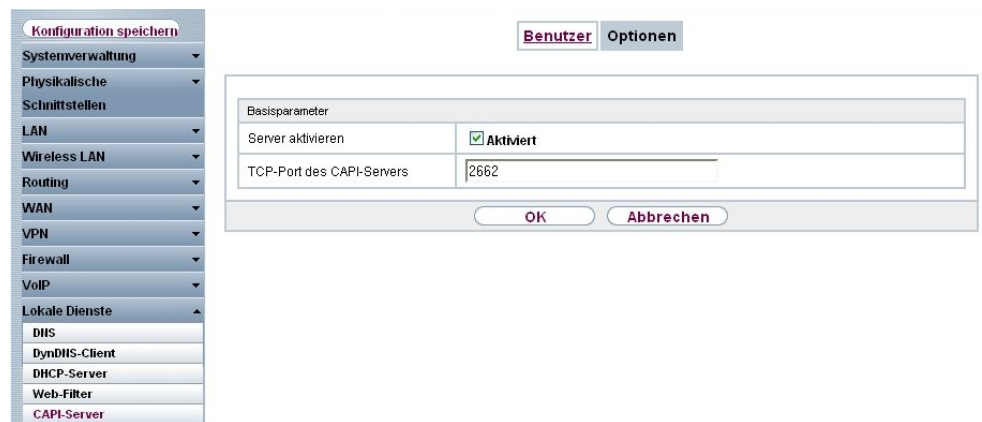 Konfiguration speichern
Systemverwaltung
Physikalische
Schnittstellen
LAN
Wireless LAN
Routing
WAN
VPN
Firewall
VoIP
Lokale Dienste
DNS
DynDNS-Client
DHCP-Server
Web-Filter
CAPI-Server
Benutzer Optionen
Basisparameter
Server aktivieren Aktiviert
TCP-Port des CAPI-Servers 2662
OK Abbrechen